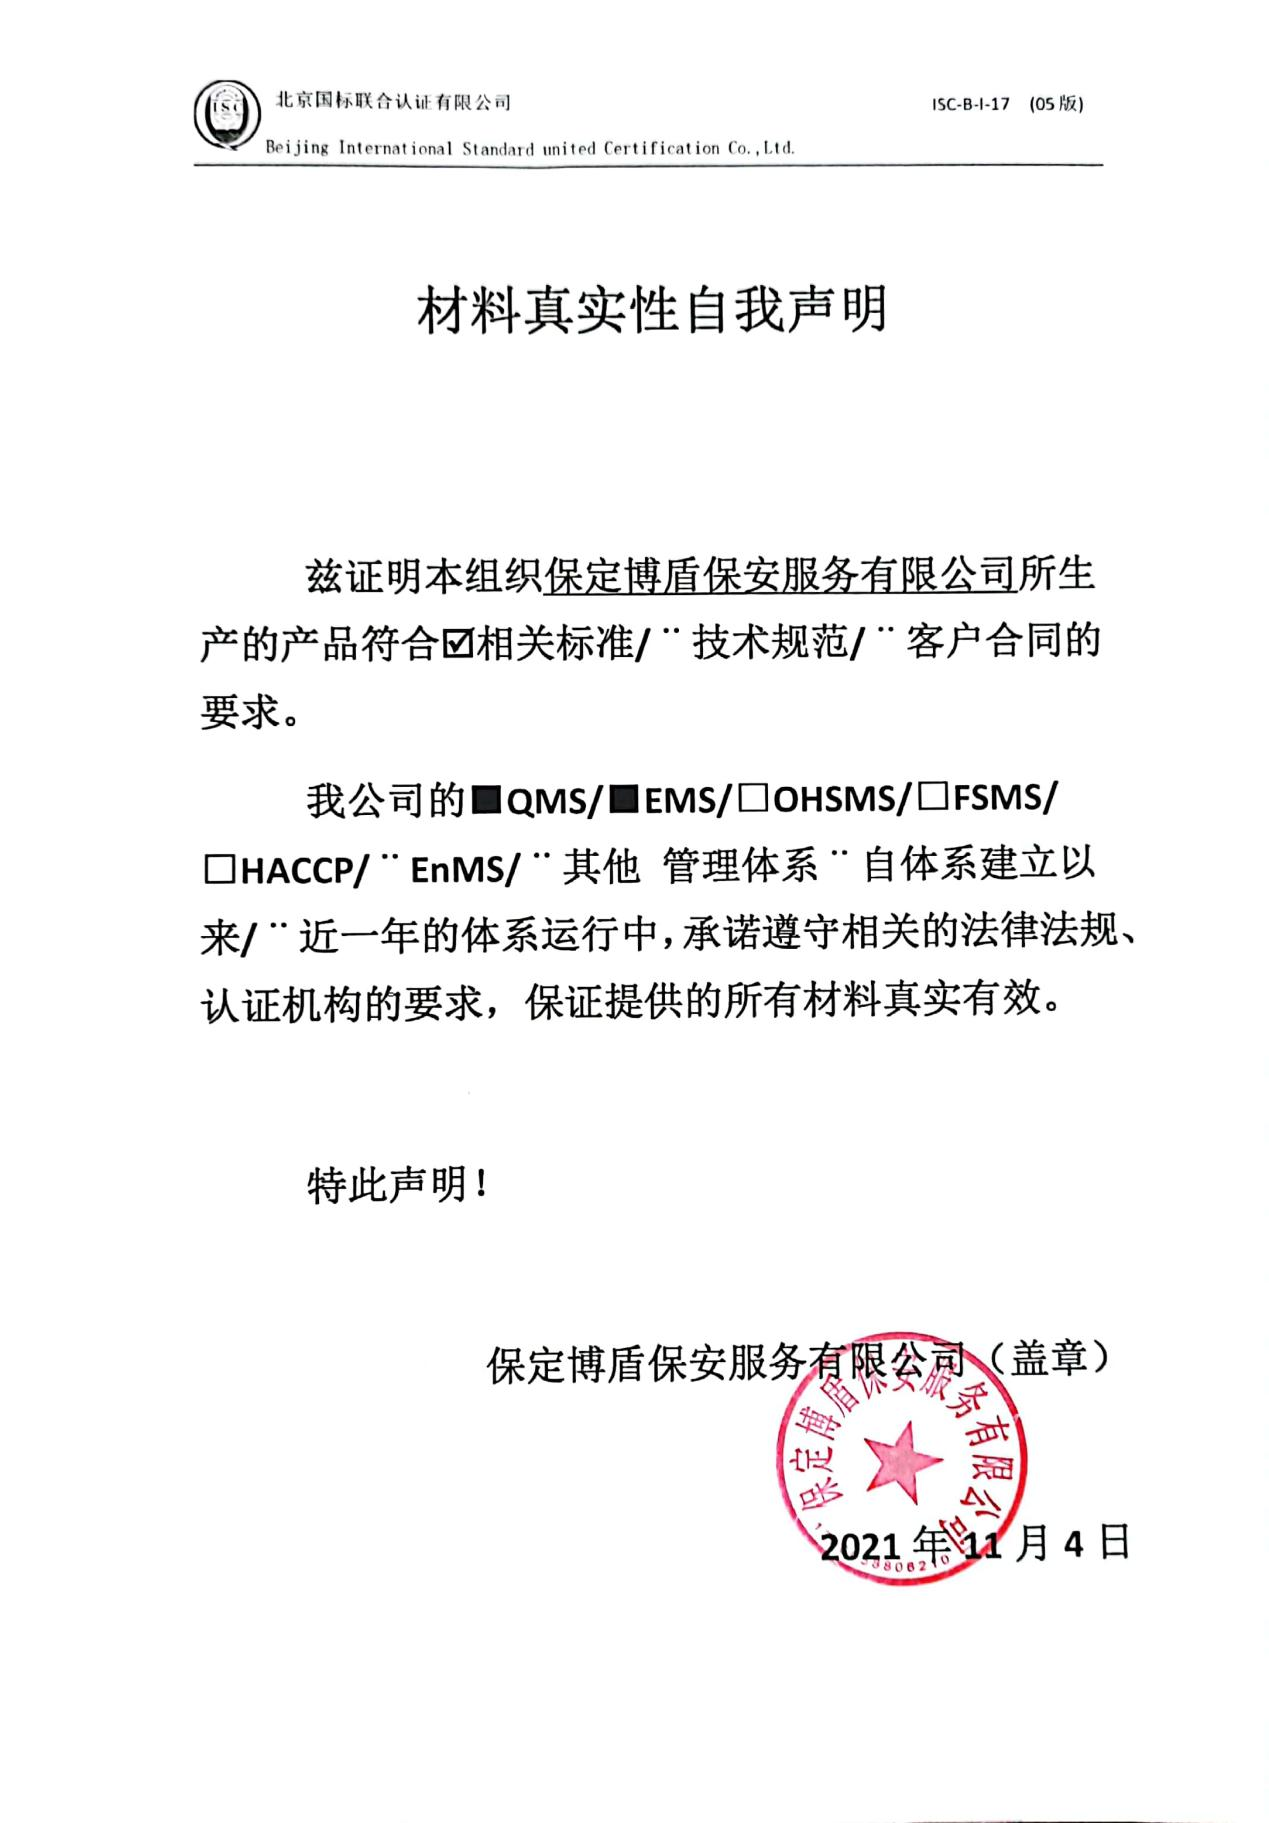 ISC
北京国标联合认证有限公司
ISC-B-I-17 (05 版)
Beijing International Standard united Certification Co.,Ltd.
材料真实性自我声明
兹证明本组织保定博盾保安服务有限公司所生
产的产品符合☑相关标准/¨技术规范/¨客户合同的
要求。
我公司的■QMS/■EMS/□OHSMS/□FSMS/
□HACCP/¨EnMS/¨其他 管理体系¨自体系建立以
来/¨近一年的体系运行中，承诺遵守相关的法律法规、
认证机构的要求，保证提供的所有材料真实有效。
特此声明！
保定博盾保安服务有限公司（盖章）
保定博盾保安服务有限公司
2021 年 11 月 4 日